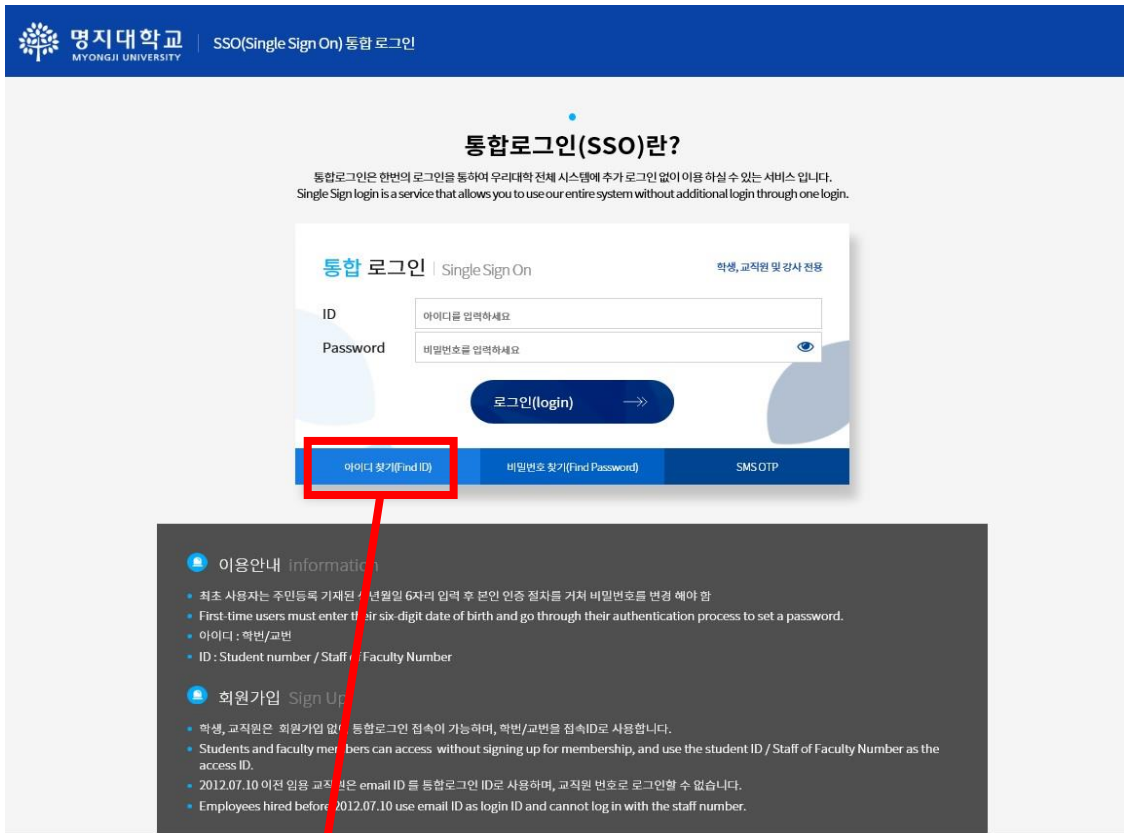 명지대학교
MYONGJI UNIVERSITY
SSO(Single Sign On) 통합 로그인
통합로그인(SSO)란?
통합로그인은 한번의 로그인을 통하여 우리대학 전체 시스템에 추가 로그인 없이 이용 하실 수 있는 서비스 입니다.
Single Sign login is a service that allows you to use our entire system without additional login through one login.
통합 로그인 Single Sign On
학생, 교직원 및 강사 전용
ID
아이디를 입력하세요
Password
비밀번호를 입력하세요
로그인(login)
아이디 찾기(Find ID)
비밀번호 찾기(Find Password)
SMS OTP
이용안내 information
최초 사용자는 주민등록 기재된 생년월일 6자리 입력 후 본인 인증 절차를 거쳐 비밀번호를 변경 해야 함
First-time users must enter their six-digit date of birth and go through their authentication process to set a password.
아이디 : 학번/교번
ID : Student number / Staff of Faculty Number
회원가입 Sign Up
학생, 교직원은 회원가입 없이 통합로그인 접속이 가능하며, 학번/교번을 접속ID로 사용합니다.
Students and faculty members can access without signing up for membership, and use the student ID / Staff of Faculty Number as the
access ID.
2012.07.10 이전 임용 교직원은 email ID 를 통합로그인 ID로 사용하며, 교직원 번호로 로그인할 수 없습니다.
Employees hired before 2012.07.10 use email ID as login ID and cannot log in with the staff number.